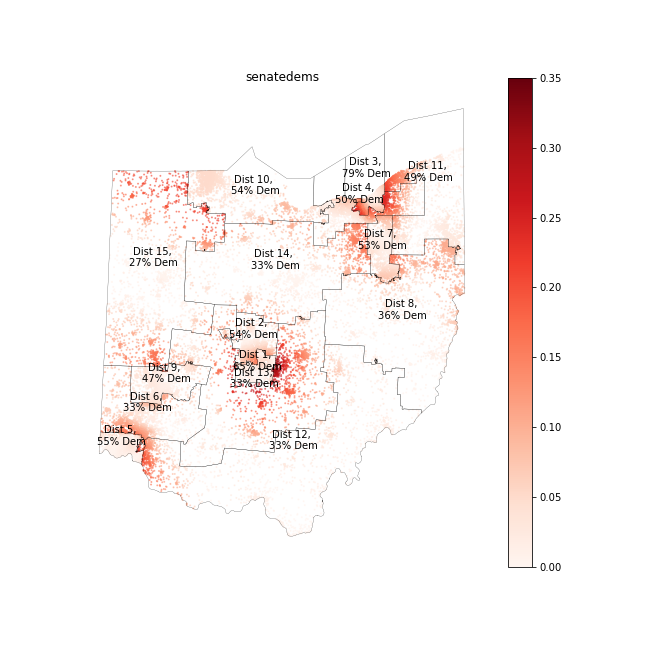 senatedems
Dist 3,
79% Dem
Dist 11,
49% Dem
Dist 10,
54% Dem
Dist 4,
50% Dem
Dist 7,
53% Dem
Dist 15,
27% Dem
Dist 14,
33% Dem
Dist 8,
36% Dem
Dist 2,
54% Dem
Dist 1,
65% Dem
Dist 9,
47% Dem
Dist 13,
33% Dem
Dist 6,
33% Dem
Dist 5,
55% Dem
Dist 12,
33% Dem
0.35
0.30
0.25
0.20
0.15
0.10
0.05
0.00